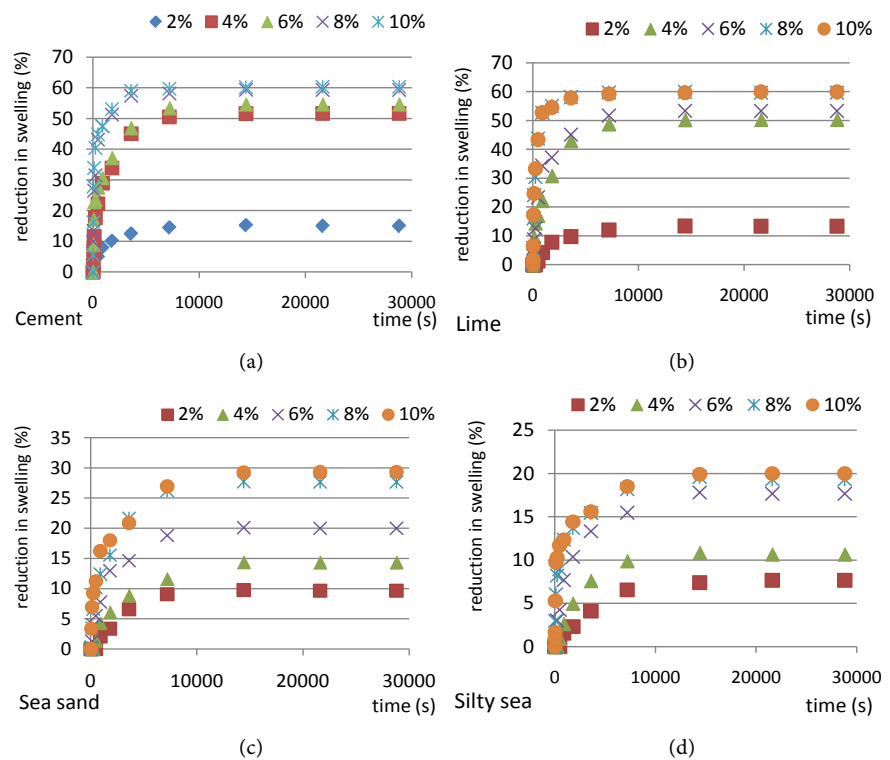 (a)
2% 4% 6% 8% 10%
reduction in swelling (%)
70
60
50
40
30
20
10
0
0 10000 20000 30000
Cement
time (s)
(a)
(b)
2% 4% 6% 8% 10%
reduction in swelling (%)
70
60
50
40
30
20
10
0
0 10000 20000 30000
Lime
time (s)
(b)
2% 4% 6% 8% 10%
reduction in swelling (%)
35
30
25
20
15
10
5
0
0 10000 20000 30000
Sea sand
time (s)
(c)
2% 4% 6% 8% 10%
reduction in swelling (%)
25
20
15
10
5
0
0 10000 20000 30000
Silty sea
time (s)
(d)